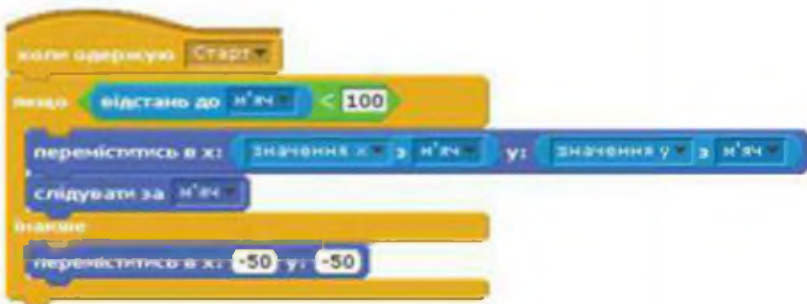 коли одержую Старт
якщо відстань до м'яч < 100
перемiститись в x: значення x з м'яч y: значення y з м'яч
слідувати за м'яч
інакше
переміститись в x: -50 y: -50